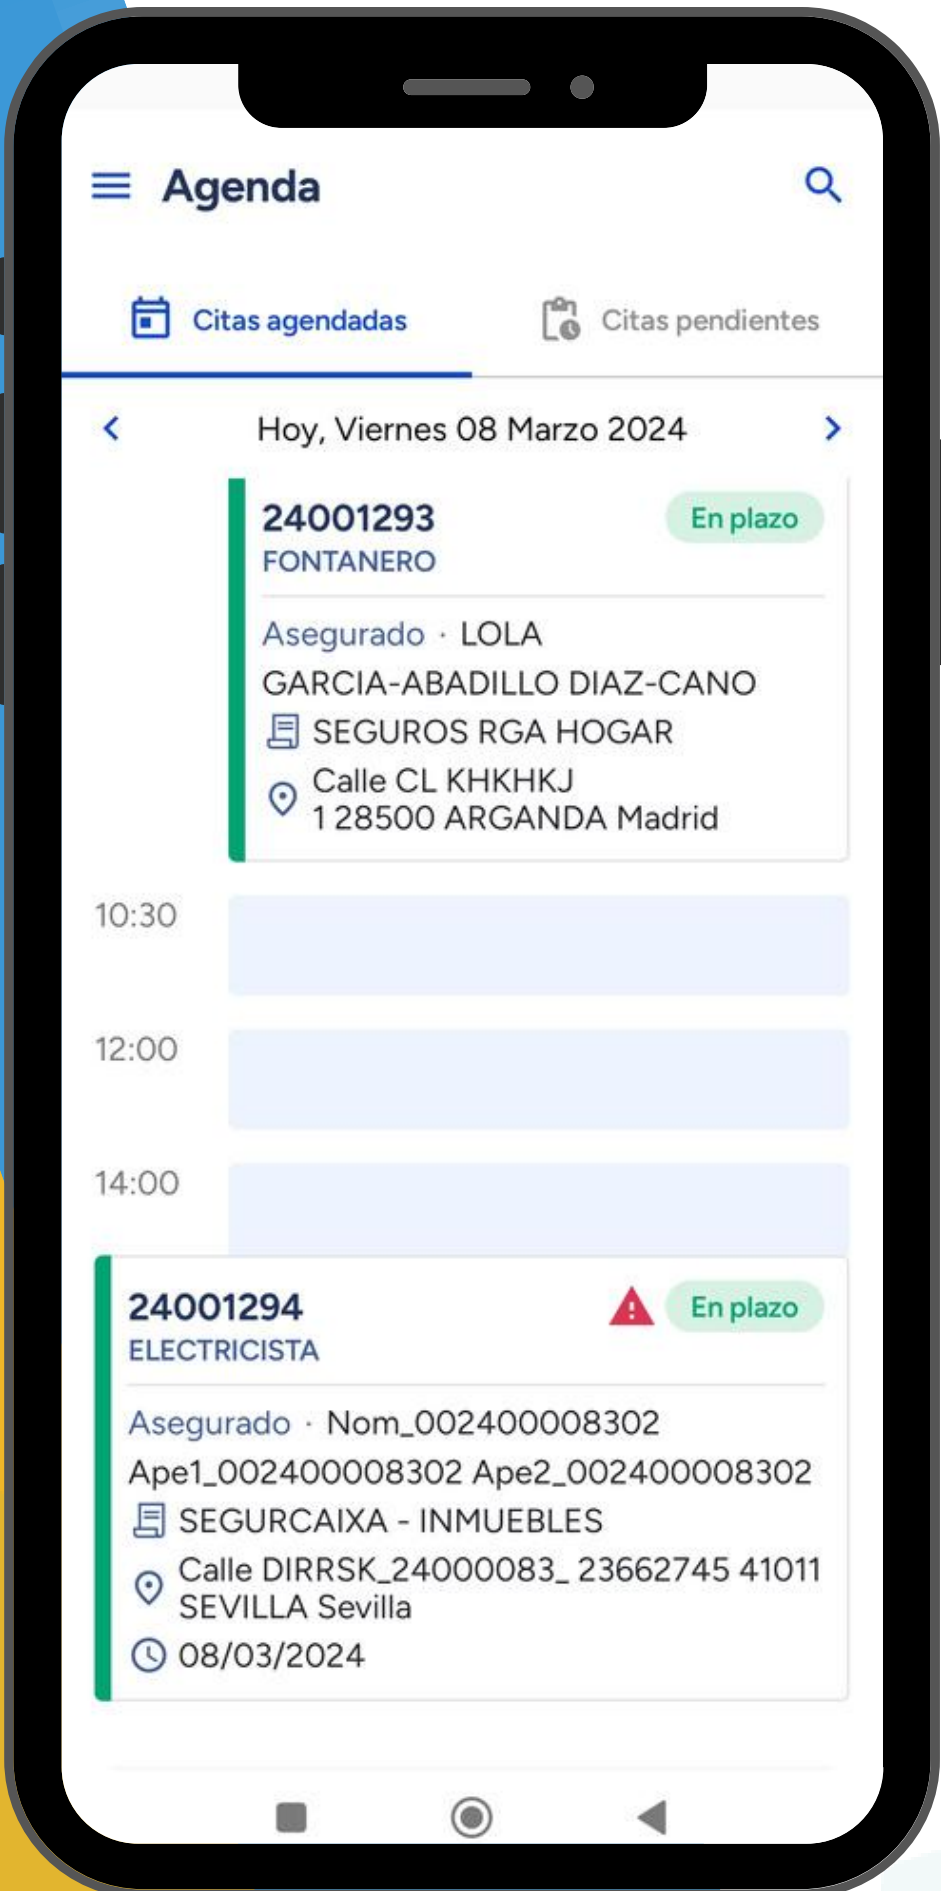 Agenda
Citas agendadas
Citas pendientes
Hoy, Viernes 08 Marzo 2024
24001293
En plazo
FONTANERO
Asegurado · LOLA
GARCIA-ABADILLO DIAZ-CANO
SEGUROS RGA HOGAR
Calle CL KHKHKJ
1 28500 ARGANDA Madrid
10:30
12:00
14:00
24001294
En plazo
ELECTRICISTA
Asegurado · Nom_002400008302
Ape1_002400008302 Ape2_002400008302
SEGURCAIXA - INMUEBLES
Calle DIRRSK_24000083_ 23662745 41011
SEVILLA Sevilla
08/03/2024